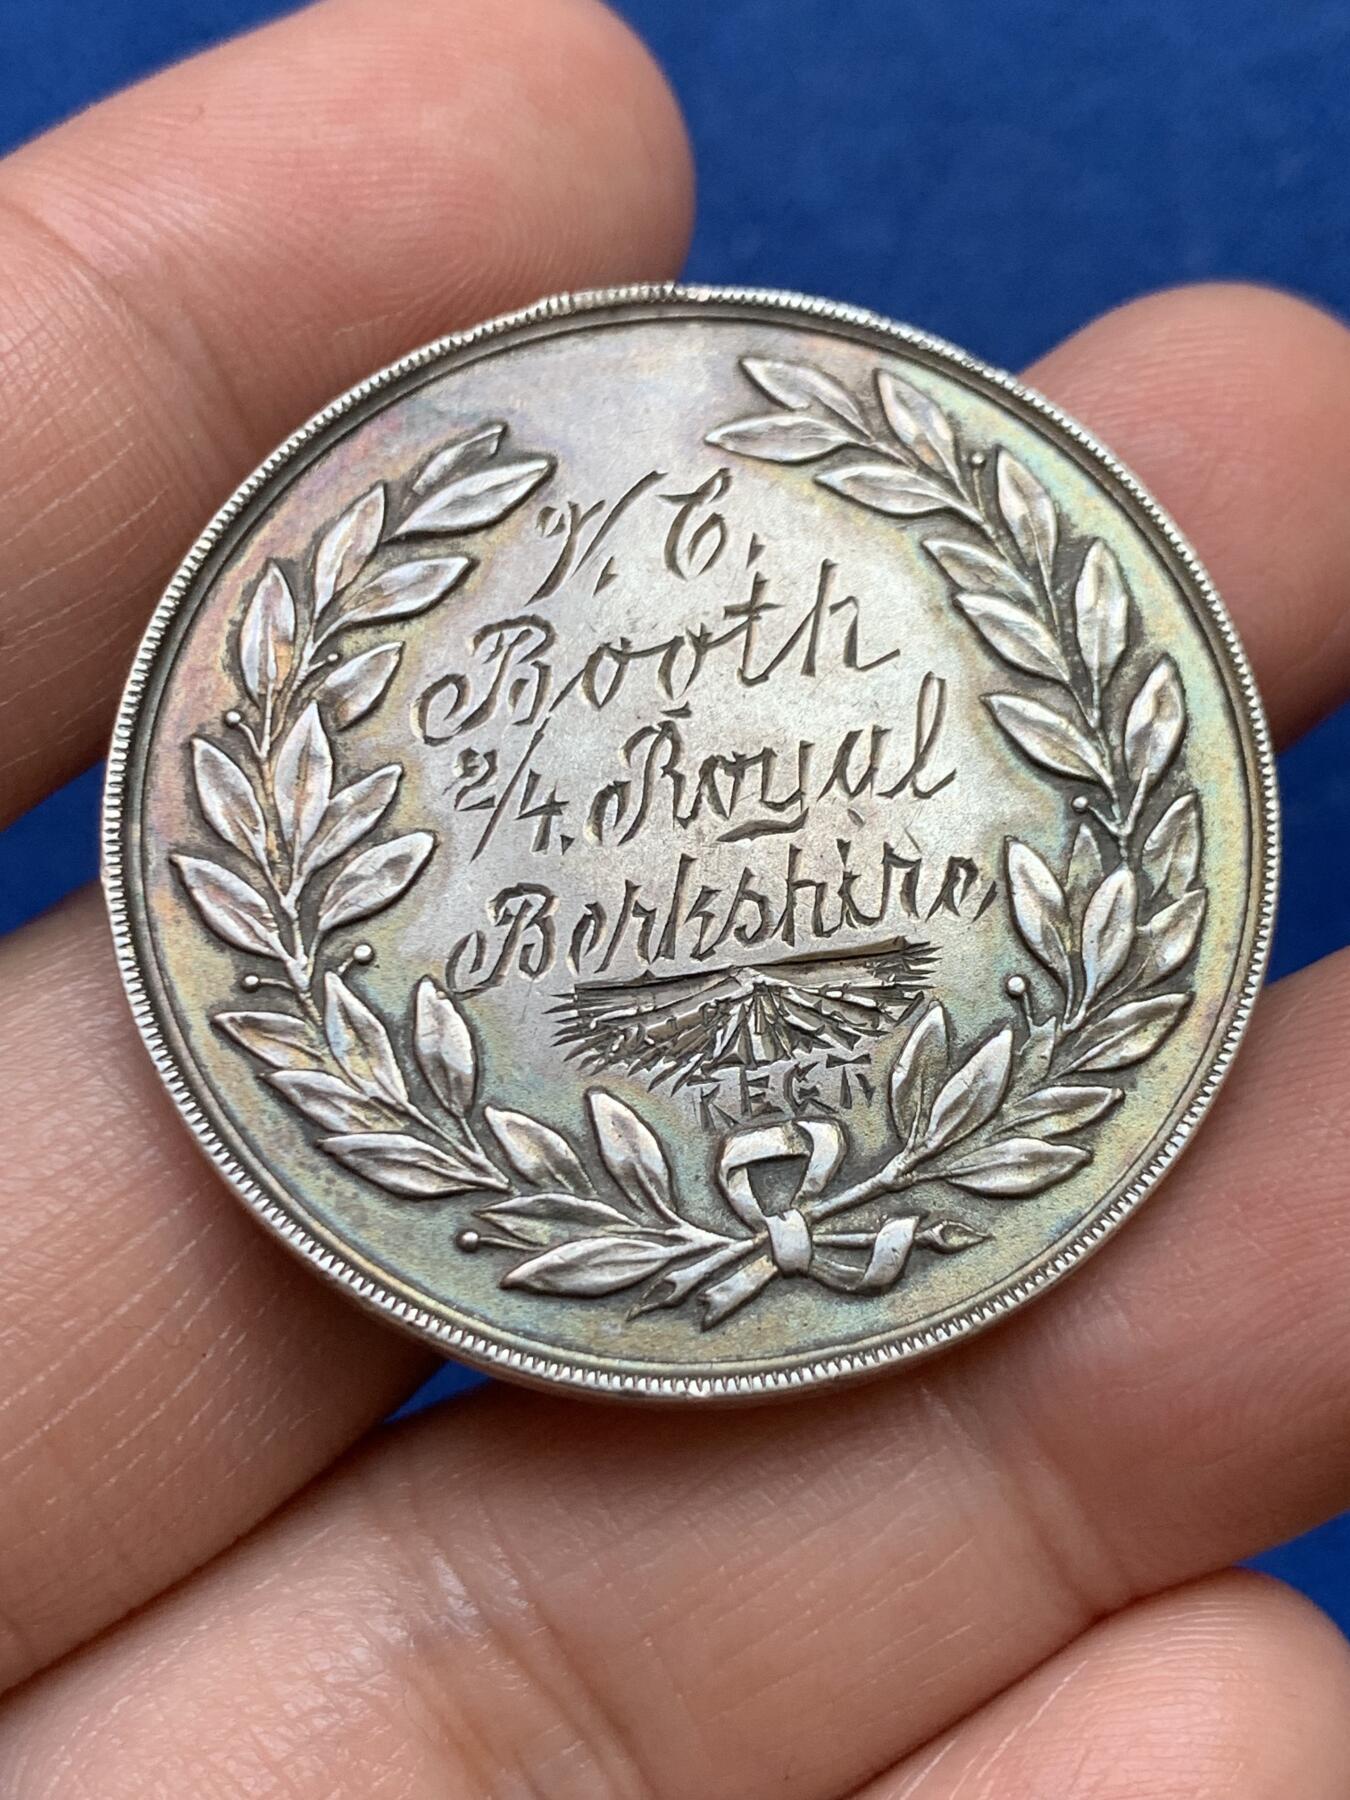 V. C.
Booth
2/4. Royal
Berkshire,
REGT.